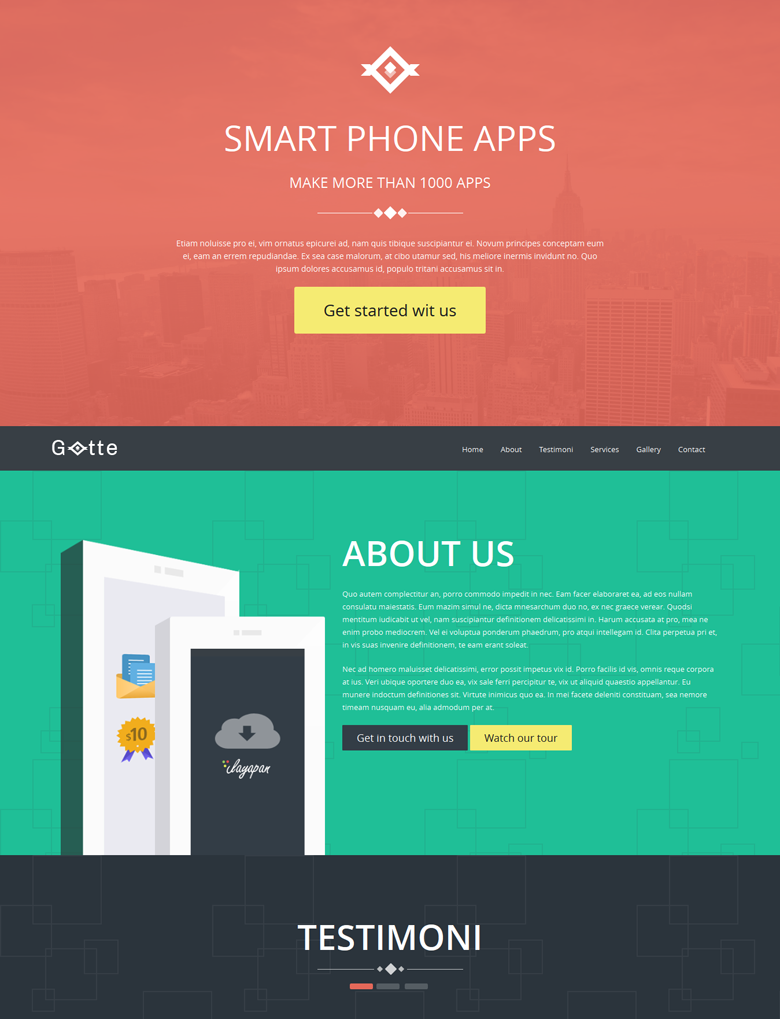 SMART PHONE APPS
MAKE MORE THAN 1000 APPS
Etiam noluisse pro ei, vim ornatus epicurei ad, nam quis tibique suscipiantur ei. Novum principes conceptam eum
ei, eam an errem repudiandae. Ex sea case malorum, at cibo utamur sed, his meliore inermis invidunt no. Quo
ipsum dolores accusamus id, populo tritani accusamus sit in.
Get started wit us
Gotte
Home About Testimoni Services Gallery Contact
ABOUT US
Quo autem complectitur an, porro commodo impedit in nec. Eam facer elaboraret ea, ad eos nullam
consulatu maiestatis. Eum mazim simul ne, dicta mnesarchum duo no, ex nec graece verear. Quodsi
mentitum iudicabit ut vel, nam suscipiantur definitionem delicatissimi in. Harum accusata at pro, mea ne
enim probo mediocrem. Vel ei voluptua ponderum phaedrum, pro atqui intellegam id. Clita perpetua pri et,
in vis suas invenire definitionem, te eam erant soleat.
Nec ad homero maluisset delicatissimi, error possit impetus vix id. Porro facilis id vis, omnis reque corpora
at ius. Veri ubique oportere duo ea, vix sale ferri percipitur te, vix ut aliquid quaestio appellantur. Eu
munere indoctum definitiones sit. Virtute inimicus quo ea. In mei facete deleniti constituam, sea nemore
timeam nusquam eu, alia admodum per at.
Get in touch with us Watch our tour
$10
ilayapan
TESTIMONI